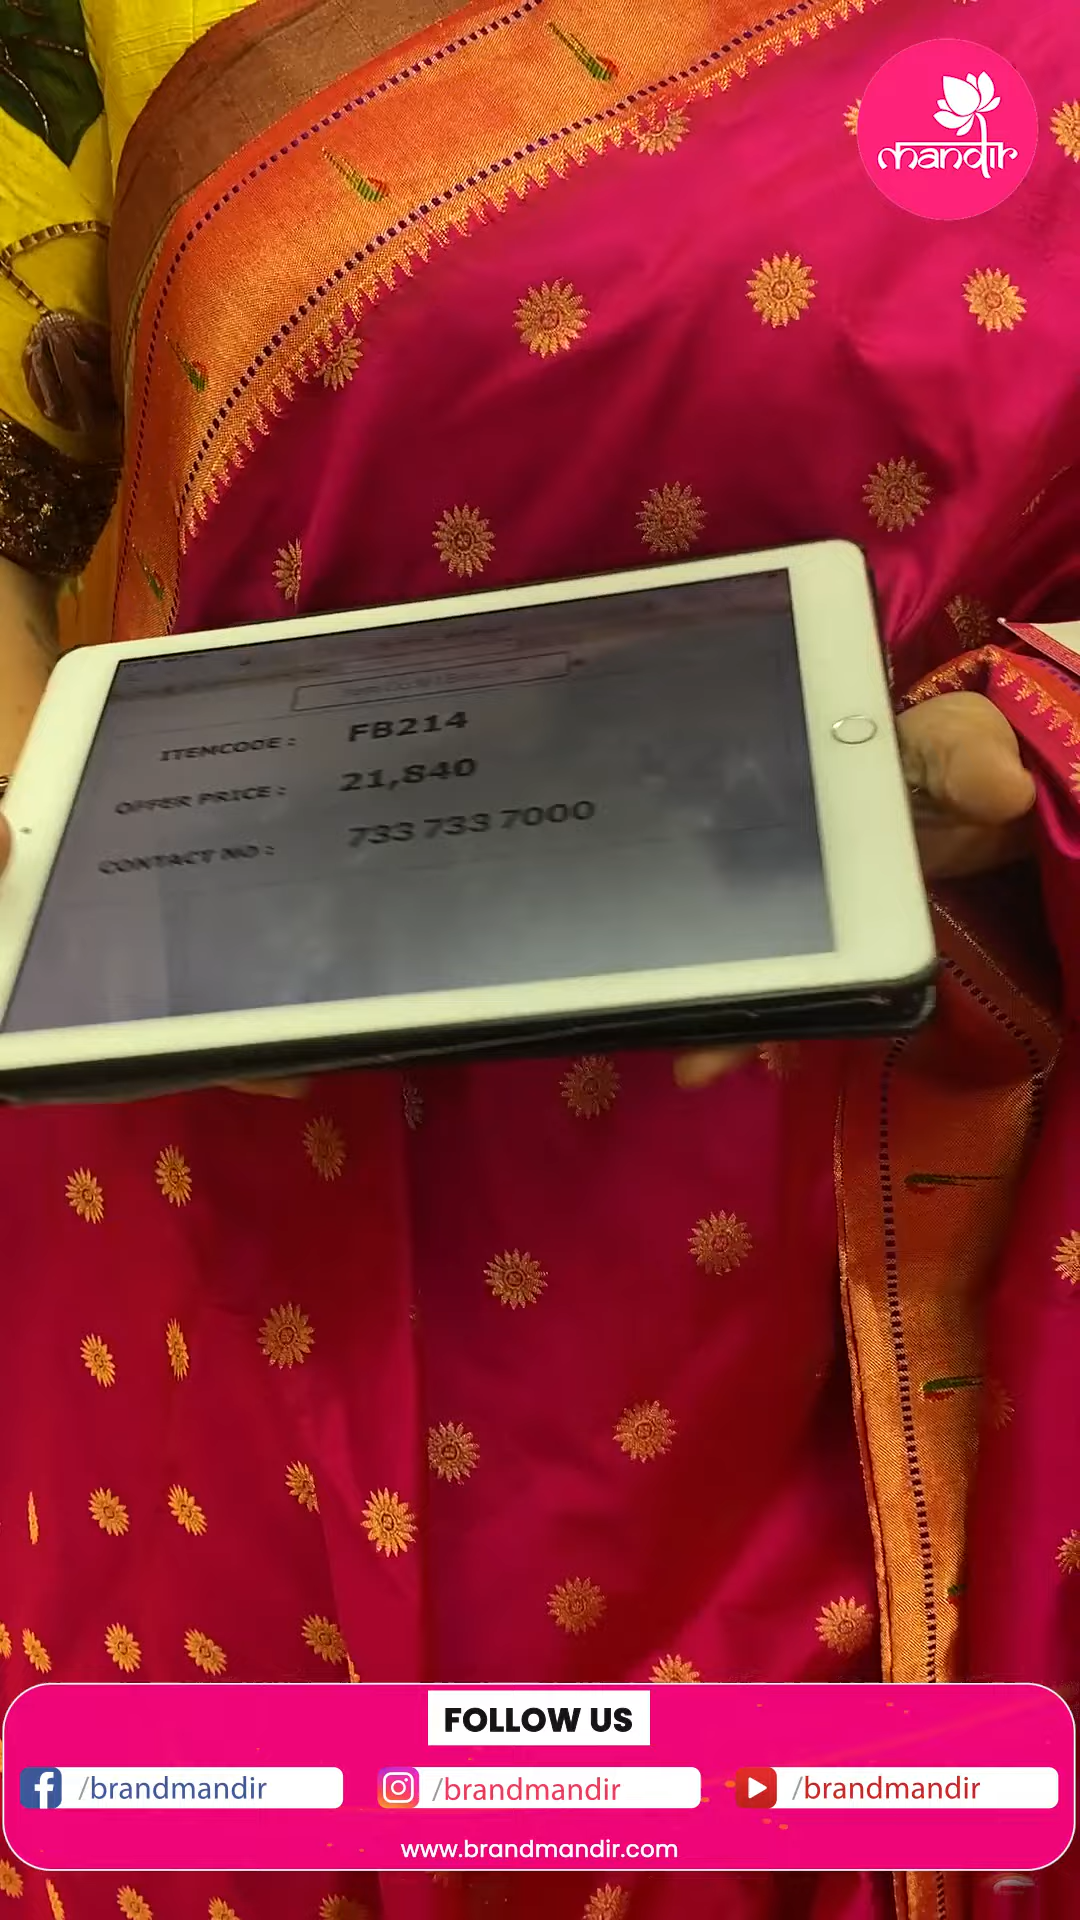 mandir
ITEMCODE : FB214
OFFER PRICE : 21,840
CONTACT NO : 733 733 7000
FOLLOW US
/brandmandir
/brandmandir
/brandmandir
www.brandmandir.com